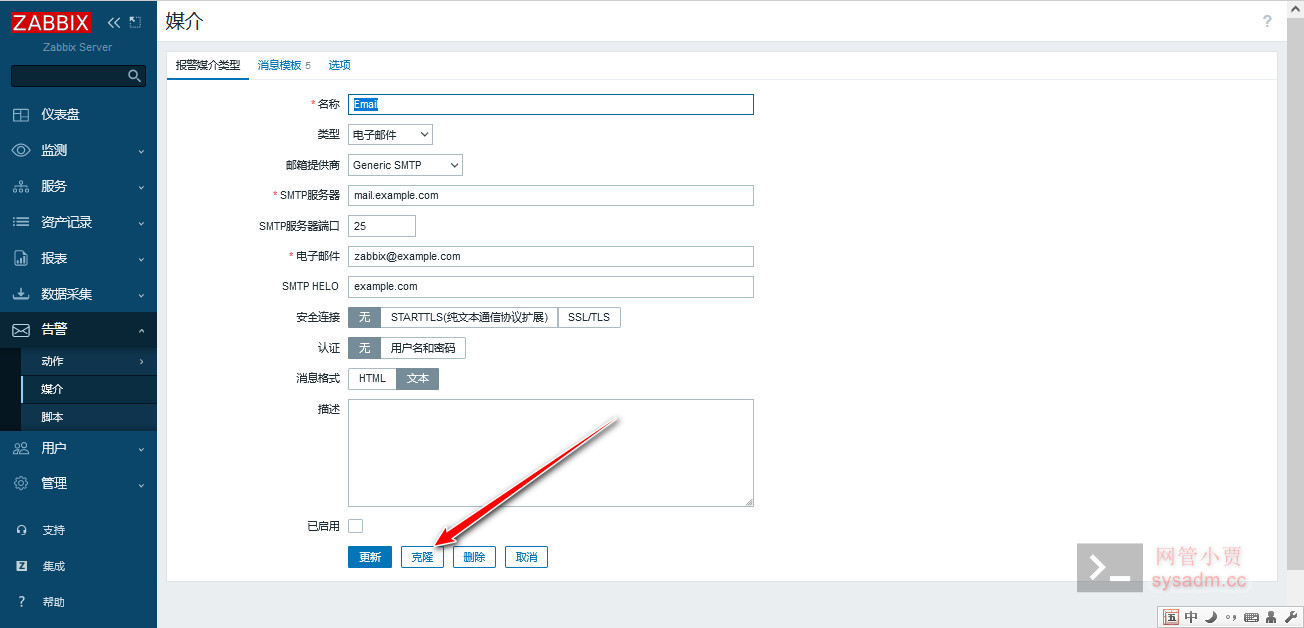 ZABBIX
Zabbix Server
仪表盘
监测
服务
资产记录
报表
数据采集
告警
动作
媒介
脚本
用户
管理
支持
Z 集成
? 帮助
媒介
?
报警媒介类型 消息模板 5 选项
* 名称 Email
类型 电子邮件
邮箱提供商 Generic SMTP
* SMTP服务器 mail.example.com
SMTP服务器端口 25
* 电子邮件 zabbix@example.com
SMTP HELO example.com
安全连接 无 STARTTLS(纯文本通信协议扩展) SSL/TLS
认证 无 用户名和密码
消息格式 HTML 文本
描述
已启用
更新 克隆 删除 取消
网管小贾
sysadm.cc
五 中